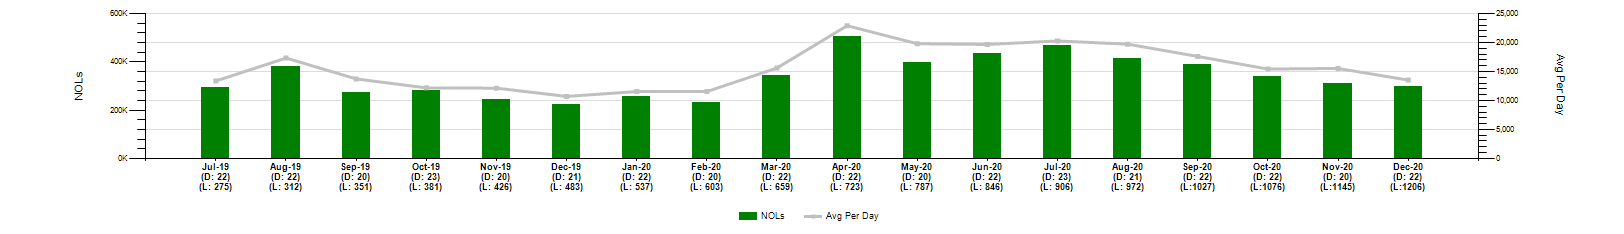 600K
400K
200K
0K
NOLs
25,000
20,000
15,000
10,000
5,000
0
Avg Per Day
Jul-19 Aug-19 Sep-19 Oct-19 Nov-19 Dec-19 Jan-20 Feb-20 Mar-20 Apr-20 May-20 Jun-20 Jul-20 Aug-20 Sep-20 Oct-20 Nov-20 Dec-20
(D: 22) (D: 22) (D: 20) (D: 23) (D: 20) (D: 21) (D: 22) (D: 20) (D: 22) (D: 22) (D: 20) (D: 22) (D: 23) (D: 21) (D: 22) (D: 22) (D: 20) (D: 22)
(L: 275) (L: 312) (L: 351) (L: 381) (L: 426) (L: 483) (L: 537) (L: 603) (L: 659) (L: 723) (L: 787) (L: 846) (L: 906) (L: 972) (L:1027) (L:1076) (L:1145) (L:1206)
NOLs Avg Per Day